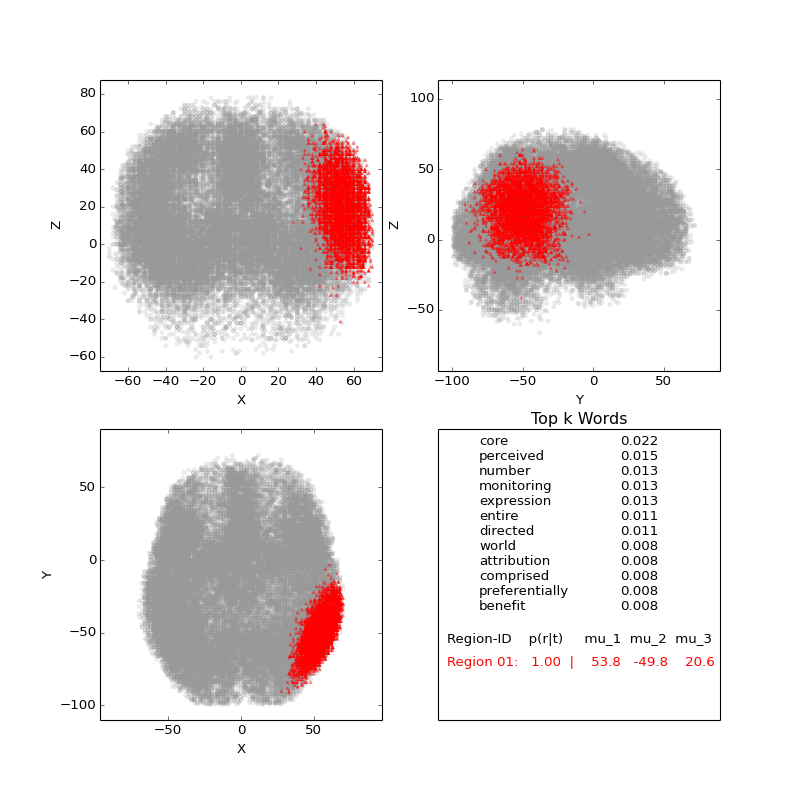 80
60
40
20
0
−20
−40
−60
Z
−60 −40 −20 0 20 40 60
X
100
50
0
−50
Z
−100 −50 0 50
Y
50
0
−50
−100
Y
−50 0 50
X
Top k Words
core 0.022
perceived 0.015
number 0.013
monitoring 0.013
expression 0.013
entire 0.011
directed 0.011
world 0.008
attribution 0.008
comprised 0.008
preferentially 0.008
benefit 0.008
Region-ID p(r|t) mu_1 mu_2 mu_3
Region 01: 1.00 | 53.8 -49.8 20.6